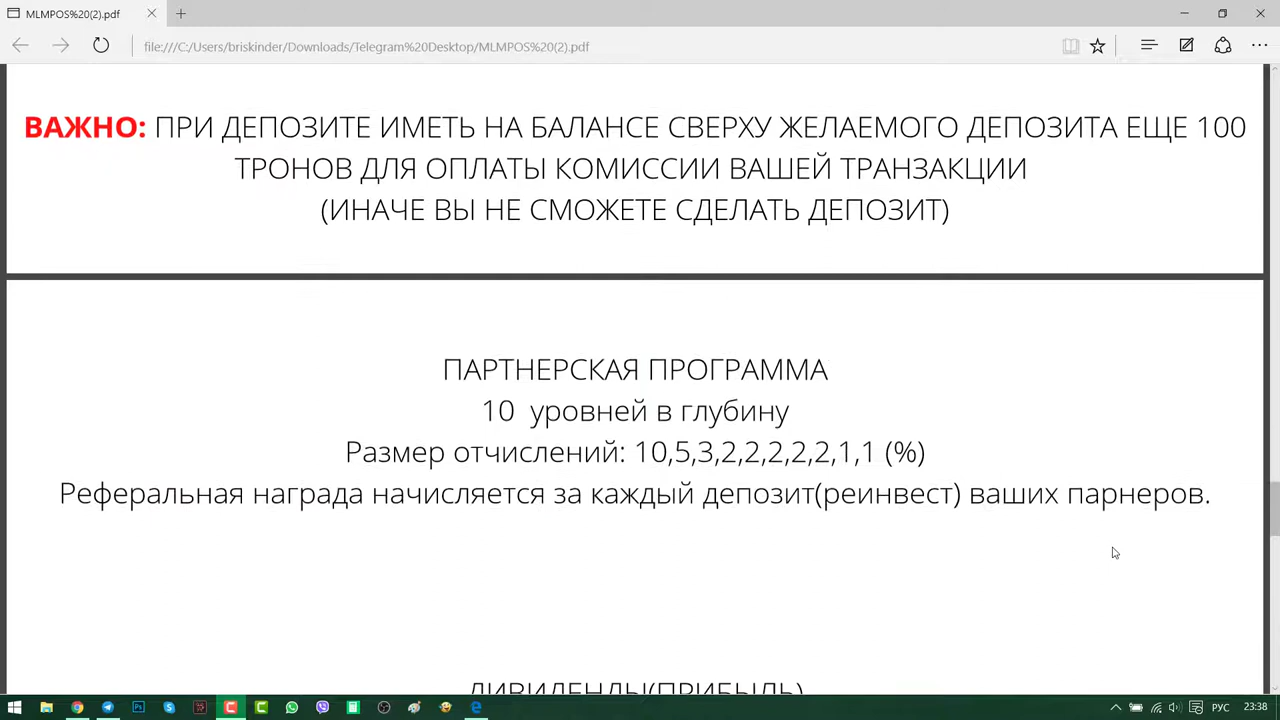 MLMPOS%20(2).pdf
file:///C:/Users/briskinder/Downloads/Telegram%20Desktop/MLMPOS%20(2).pdf
ВАЖНО: ПРИ ДЕПОЗИТЕ ИМЕТЬ НА БАЛАНСЕ СВЕРХУ ЖЕЛАЕМОГО ДЕПОЗИТА ЕЩЕ 100
ТРОНОВ ДЛЯ ОПЛАТЫ КОМИССИИ ВАШЕЙ ТРАНЗАКЦИИ
(ИНАЧЕ ВЫ НЕ СМОЖЕТЕ СДЕЛАТЬ ДЕПОЗИТ)
ПАРТНЕРСКАЯ ПРОГРАММА
10 уровней в глубину
Размер отчислений: 10,5,3,2,2,2,2,2,1,1 (%)
Реферальная награда начисляется за каждый депозит(реинвест) ваших парнеров.
ДИВИДЕНДЫ(ПРИБЫЛЬ)
РУС
23:38